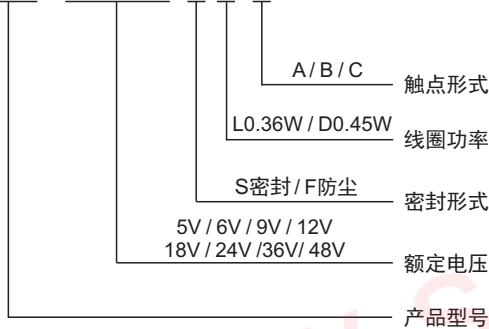 A / B / C 触点形式
L0.36W / D0.45W 线圈功率
S密封 / F防尘 密封形式
5V / 6V / 9V / 12V
18V / 24V /36V/ 48V 额定电压
产品型号